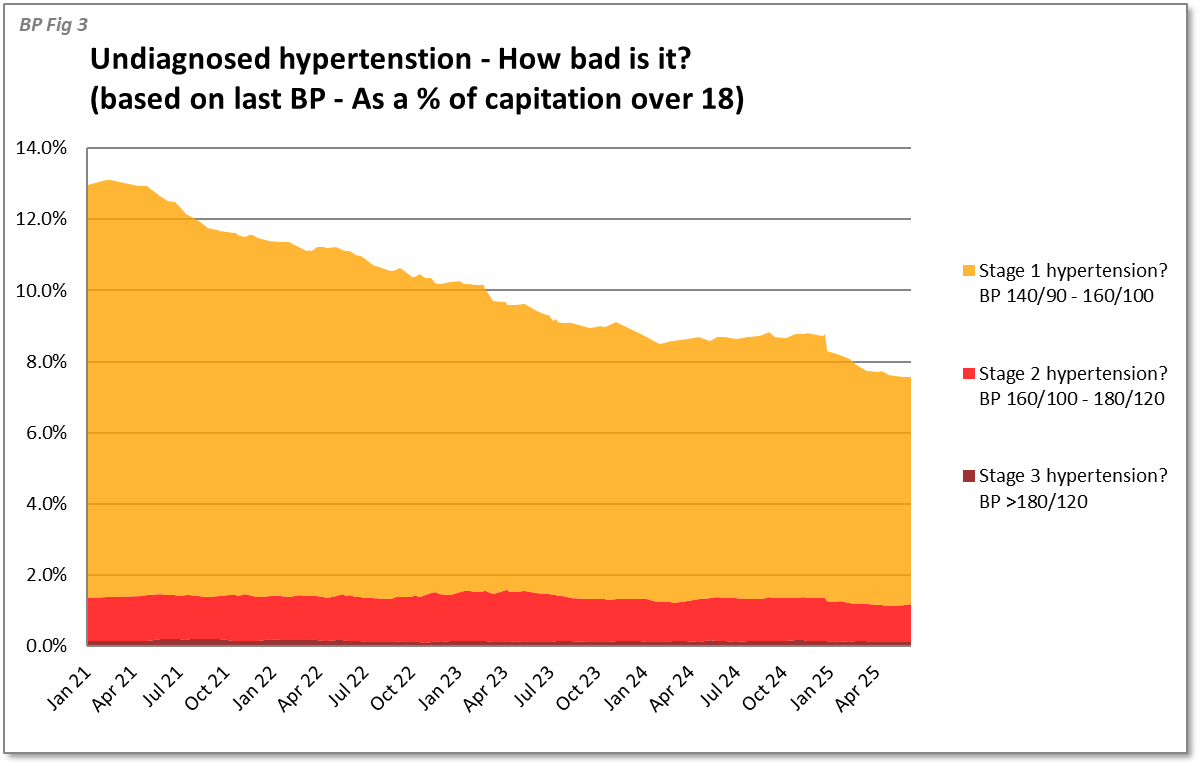 BP Fig 3
Undiagnosed hypertenstion - How bad is it?
(based on last BP - As a % of capitation over 18)
14.0%
12.0%
10.0%
8.0%
6.0%
4.0%
2.0%
0.0%
Jan 21
Apr 21
Jul 21
Oct 21
Jan 22
Apr 22
Jul 22
Oct 22
Jan 23
Apr 23
Jul 23
Oct 23
Jan 24
Apr 24
Jul 24
Oct 24
Jan 25
Apr 25
Stage 1 hypertension?
BP 140/90 - 160/100
Stage 2 hypertension?
BP 160/100 - 180/120
Stage 3 hypertension?
BP >180/120